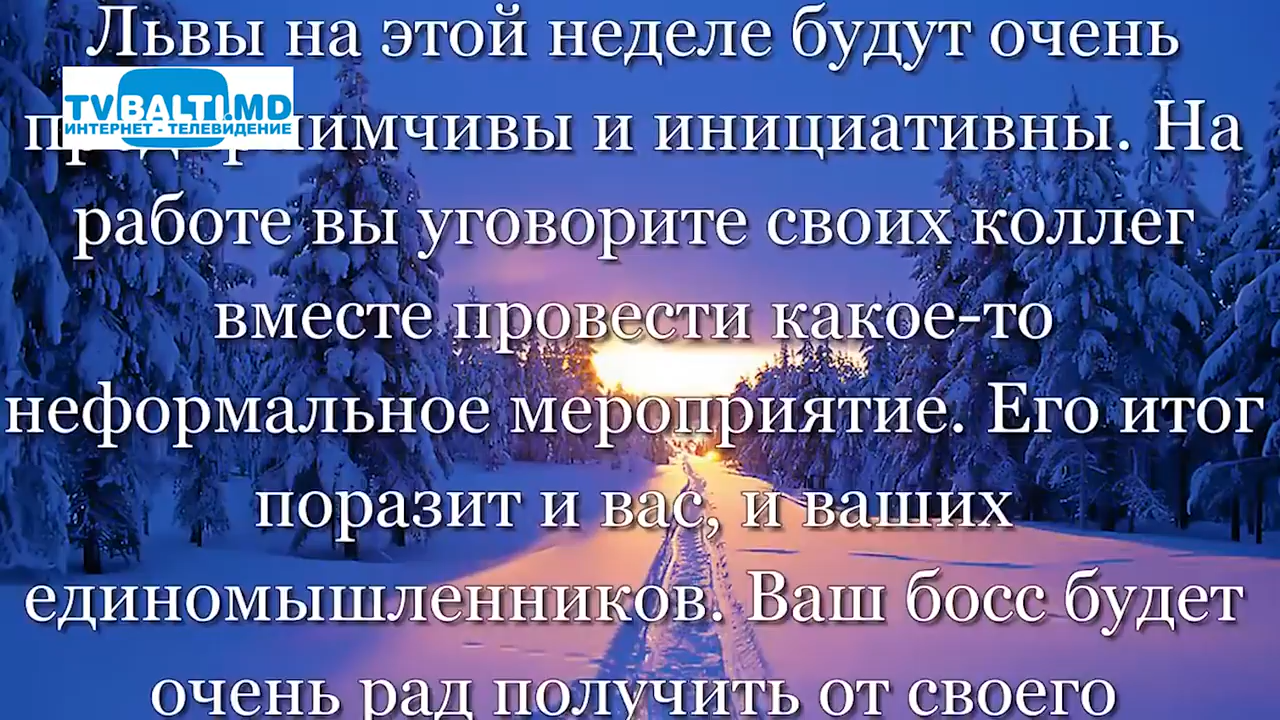 Львы на этой неделе будут очень
TVBALTI.MD
ИНТЕРНЕТ - ТЕЛЕВИДЕНИЕ
и инициативны. На
работе вы уговорите своих коллег
вместе провести какое-то
неформальное мероприятие. Его итог
поразит и вас, и ваших
единомышленников. Ваш босс будет
очень рад получить от своего